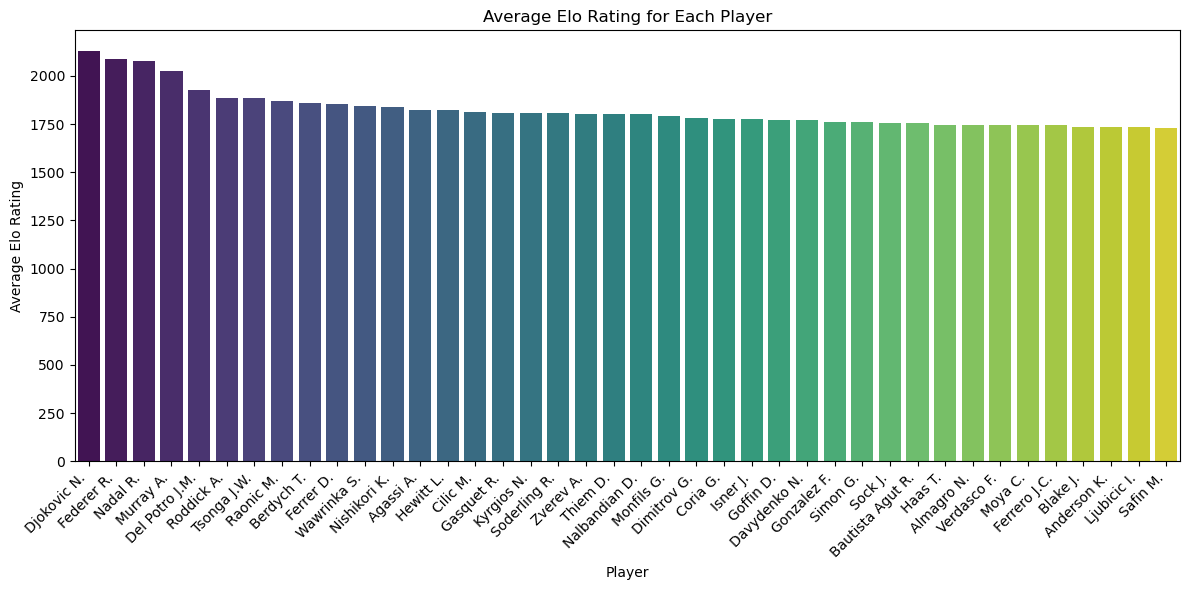 Average Elo Rating for Each Player
Average Elo Rating
2000
1750
1500
1250
1000
750
500
250
0
Djokovic N.
Federer R.
Nadal R.
Murray A.
Del Potro J.M.
Roddick A.
Tsonga J.W.
Raonic M.
Berdych T.
Ferrer D.
Wawrinka S.
Nishikori K.
Agassi A.
Hewitt L.
Cilic M.
Gasquet R.
Kyrgios N.
Soderling R.
Zverev A.
Thiem D.
Nalbandian D.
Monfils G.
Dimitrov G.
Coria G.
Isner J.
Goffin D.
Davydenko N.
Gonzalez F.
Simon G.
Sock J.
Bautista Agut R.
Haas T.
Almagro N.
Verdasco F.
Moya C.
Ferrero J.C.
Blake J.
Anderson K.
Ljubicic I.
Safin M.
Player